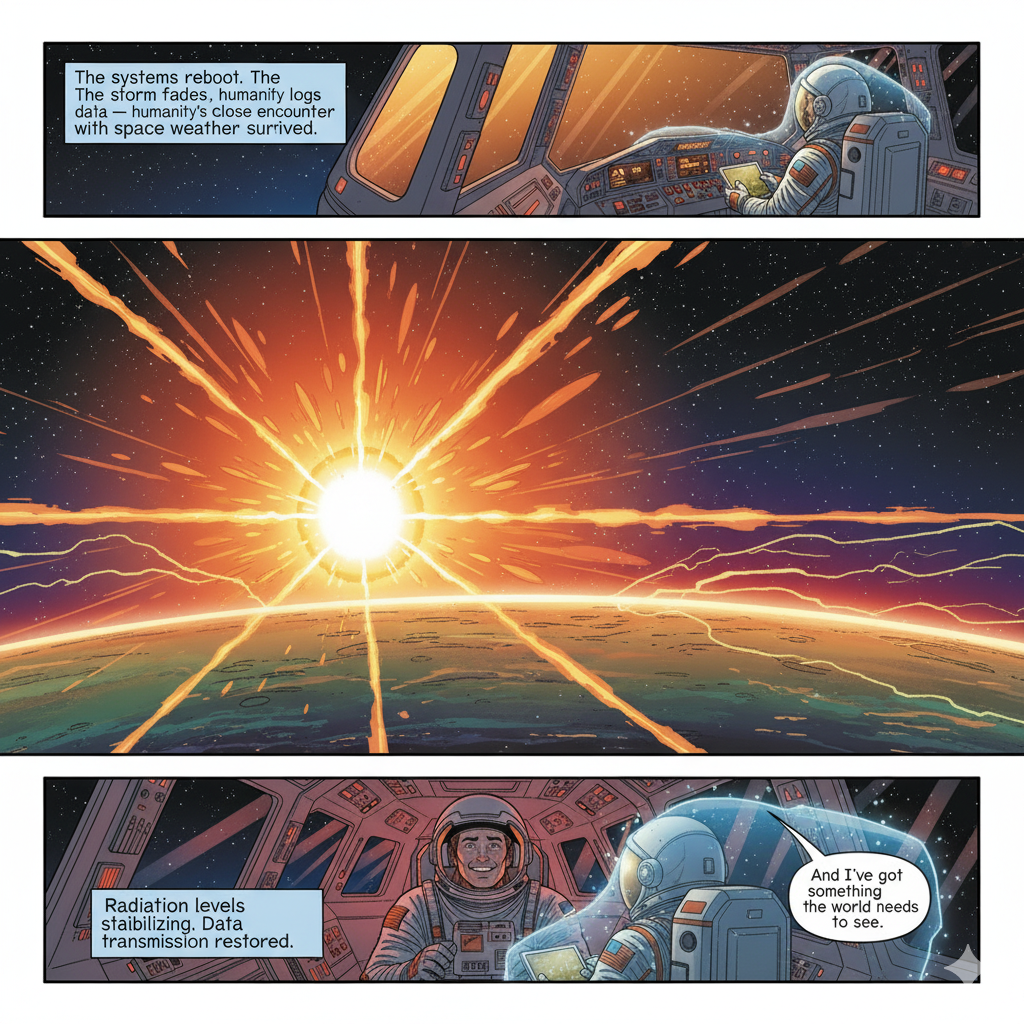 The systems reboot. The
The storm fades, humanity logs
data — humanity's close encounter
with space weather surrived.
Radiation levels
staibilizing. Data
transmission restored.
And I've got
something
the world needs
to see.